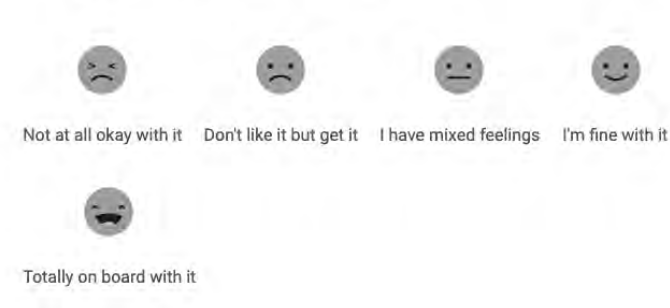 Not at all okay with it
Don't like it but get it
I have mixed feelings
I'm fine with it
Totally on board with it